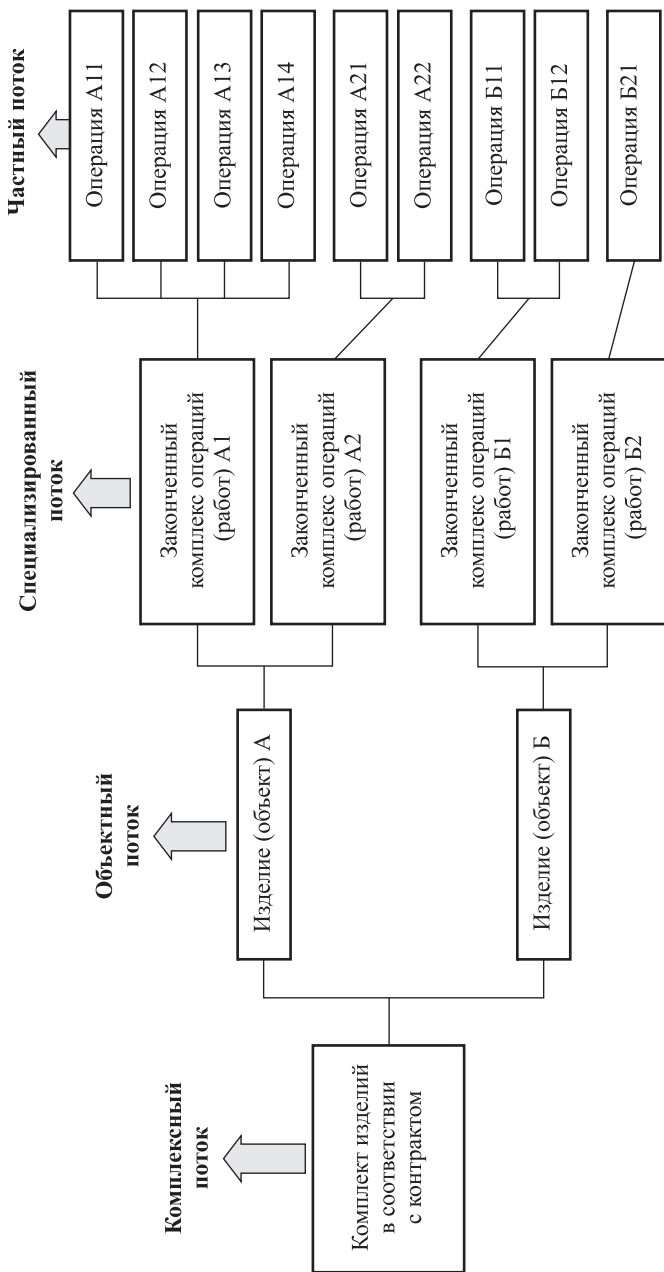 Комплексный
поток
Объектный
поток
Специализированный
поток
Частный поток
Комплект изделий
в соответствии
с контрактом
Изделие (объект) А
Изделие (объект) Б
Законченный
комплекс операций
(работ) А1
Законченный
комплекс операций
(работ) А2
Законченный
комплекс операций
(работ) Б1
Законченный
комплекс операций
(работ) Б2
Операция А11
Операция А12
Операция А13
Операция А14
Операция А21
Операция А22
Операция Б11
Операция Б12
Операция Б21